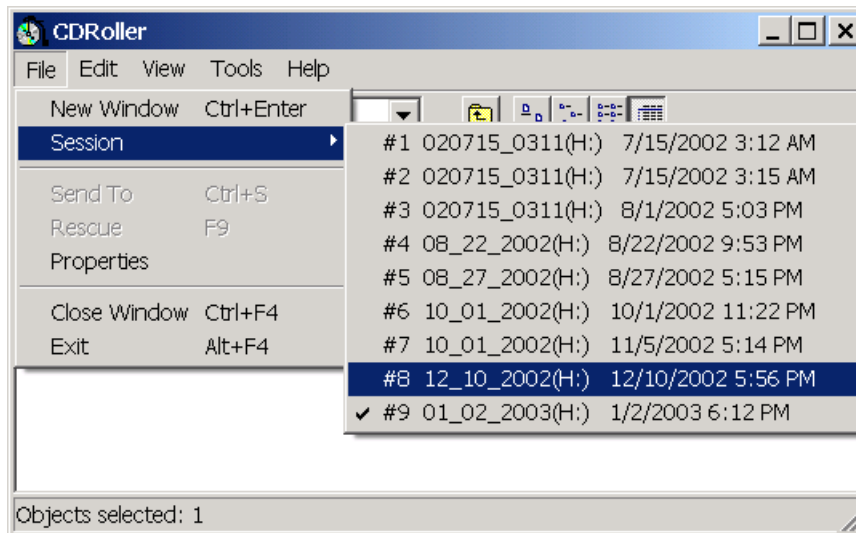 CDRoller
File Edit View Tools Help
New Window Ctrl+Enter
Session
#1 020715_0311(H:) 7/15/2002 3:12 AM
#2 020715_0311(H:) 7/15/2002 3:15 AM
#3 020715_0311(H:) 8/1/2002 5:03 PM
#4 08_22_2002(H:) 8/22/2002 9:53 PM
#5 08_27_2002(H:) 8/27/2002 5:15 PM
#6 10_01_2002(H:) 10/1/2002 11:22 PM
#7 10_01_2002(H:) 11/5/2002 5:14 PM
#8 12_10_2002(H:) 12/10/2002 5:56 PM
#9 01_02_2003(H:) 1/2/2003 6:12 PM
Send To Ctrl+S
Rescue F9
Properties
Close Window Ctrl+F4
Exit Alt+F4
Objects selected: 1